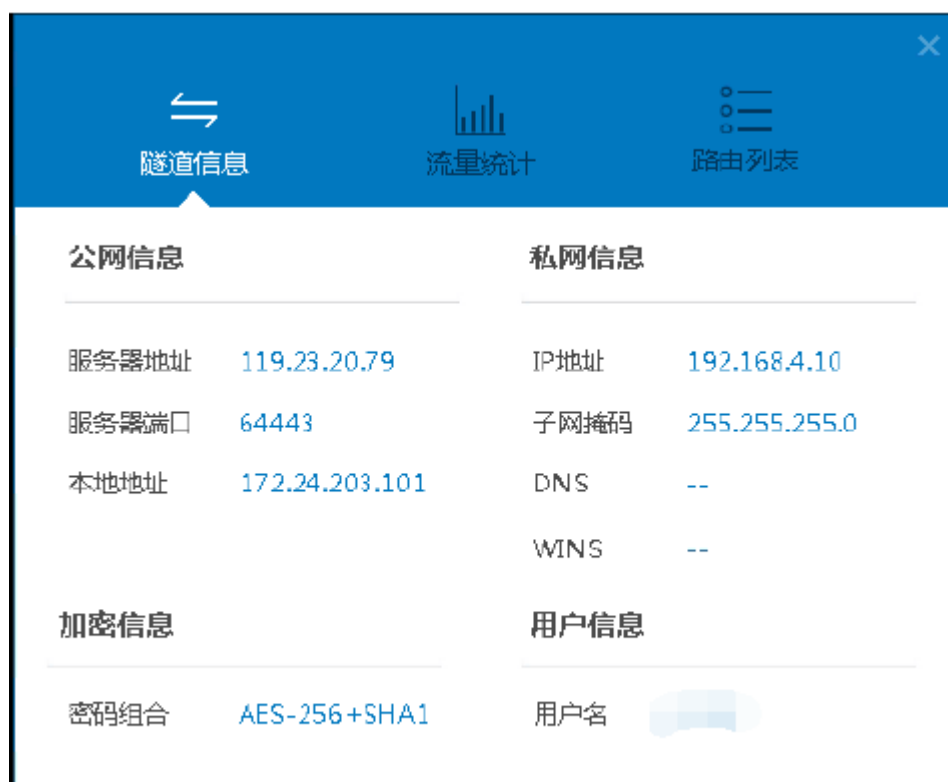 隧道信息
流量统计
路由列表
公网信息
服务器地址 119.23.20.79
服务器端口 64443
本地地址 172.24.203.101
私网信息
IP地址 192.168.4.10
子网掩码 255.255.255.0
DNS --
WINS --
加密信息
密码组合 AES-256+SHA1
用户信息
用户名